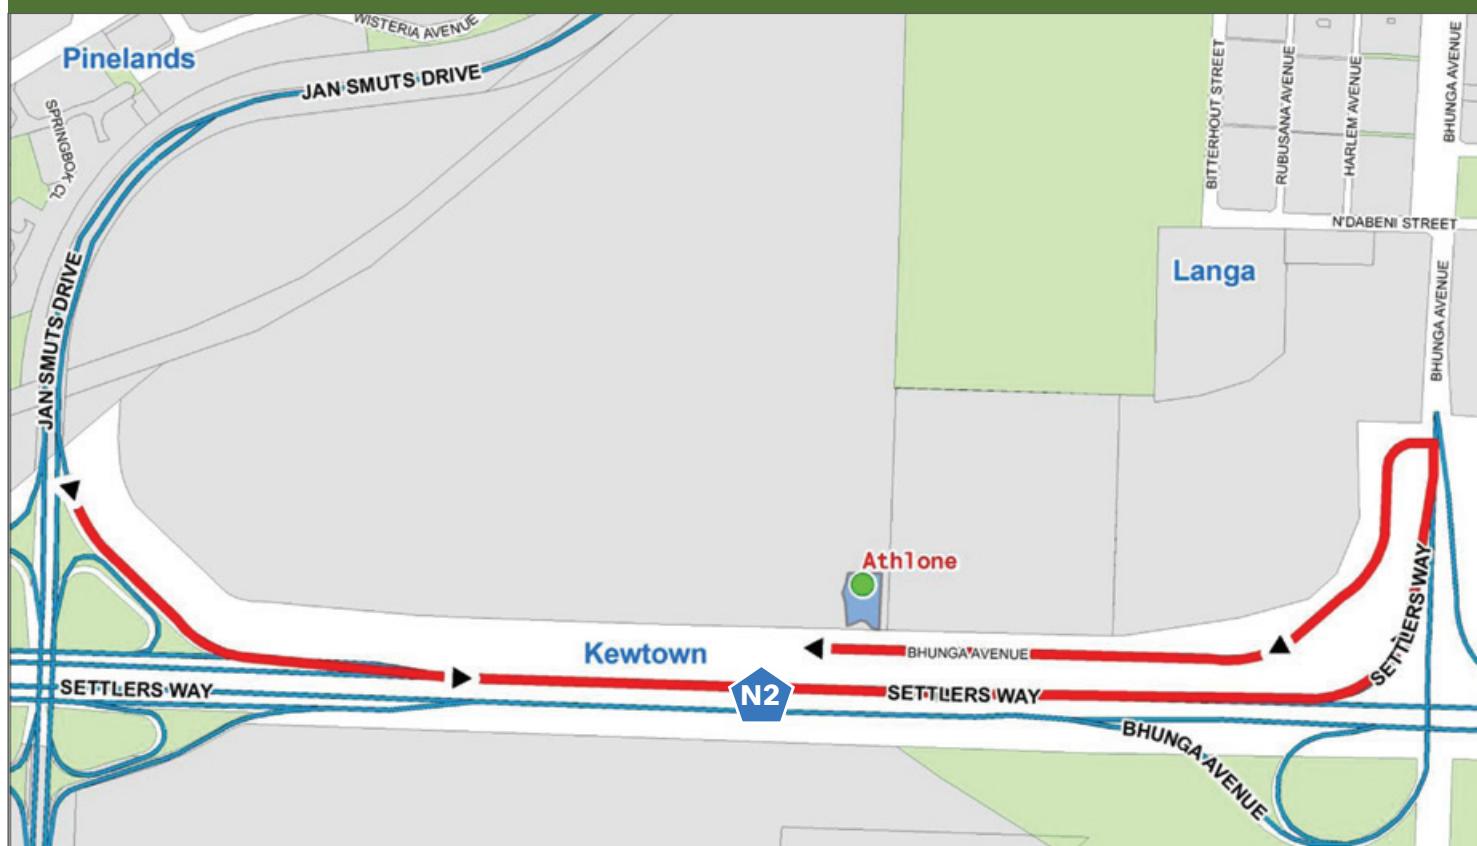 WISTERIA AVENUE
Pinelands
JAN SMUTS DRIVE
SPRINGBOK CL
BITTERHOUT STREET
RUBUSANA AVENUE
HARLEM AVENUE
BHUNGA AVENUE
N'DABENI STREET
Langa
JAN SMUTS DRIVE
BHUNGA AVENUE
Athlone
Kewtown
BHUNGA AVENUE
SETTLERS WAY
SETTLERS WAY
N2
SETTLERS WAY
BHUNGA AVENUE